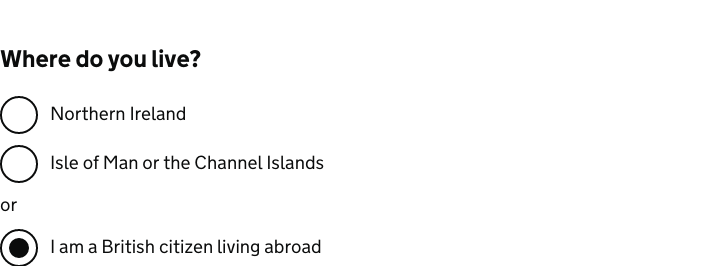 Where do you live?
Northern Ireland
Isle of Man or the Channel Islands
or
I am a British citizen living abroad